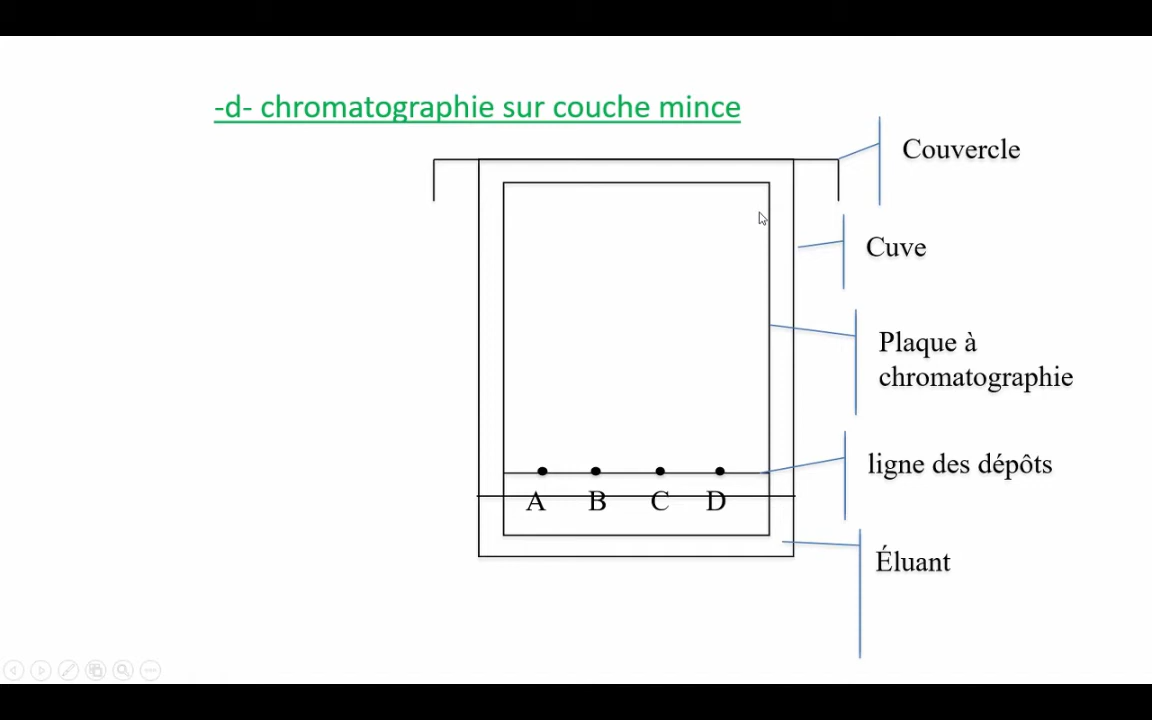 -d- chromatographie sur couche mince
Couvercle
Cuve
Plaque à
chromatographie
ligne des dépôts
A B C D
Éluant